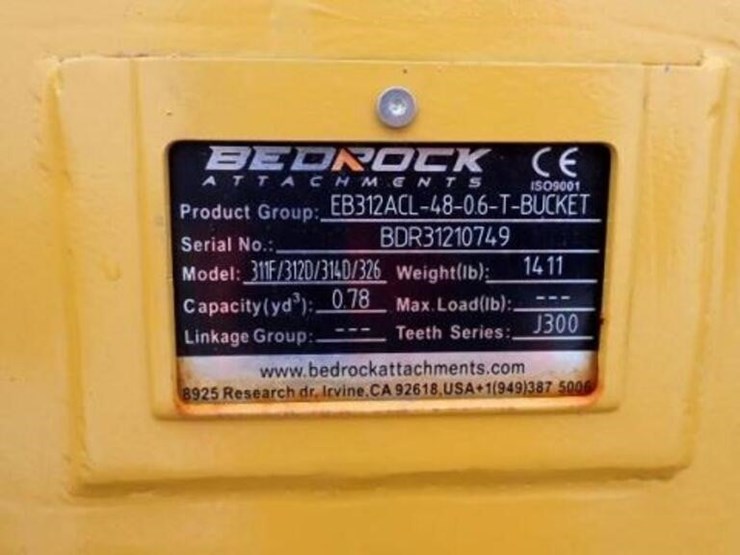 BEDROCK
ATTACHMENTS
CE
ISO9001
Product Group: EB312ACL-48-0.6-T-BUCKET
Serial No.: BDR31210749
Model: 311F/312D/314D/326 Weight(lb): 1411
Capacity(yd³): 0.78 Max.Load(lb): ---
Linkage Group: --- Teeth Series: J300
www.bedrockattachments.com
8925 Research dr, Irvine,CA 92618,USA+1(949)387 5006